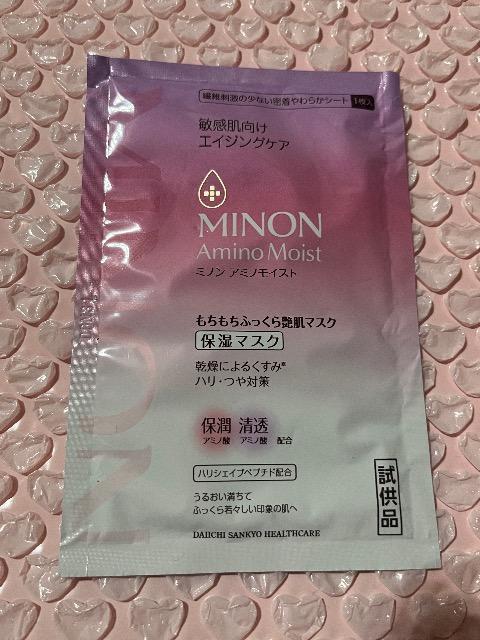 繊維刺激の少ない密着やわらかシート 1枚入
敏感肌向け
エイジングケア
MINON
Amino Moist
ミノン アミノモイスト
もちもちふっくら艶肌マスク
保湿マスク
乾燥によるくすみ※
ハリ・つや対策
保潤 清透
アミノ酸 アミノ酸 配合
ハリシェイプペプチド配合
うるおい満ちて
ふっくら若々しい印象の肌へ
試供品
DAIICHI SANKYO HEALTHCARE
MINON